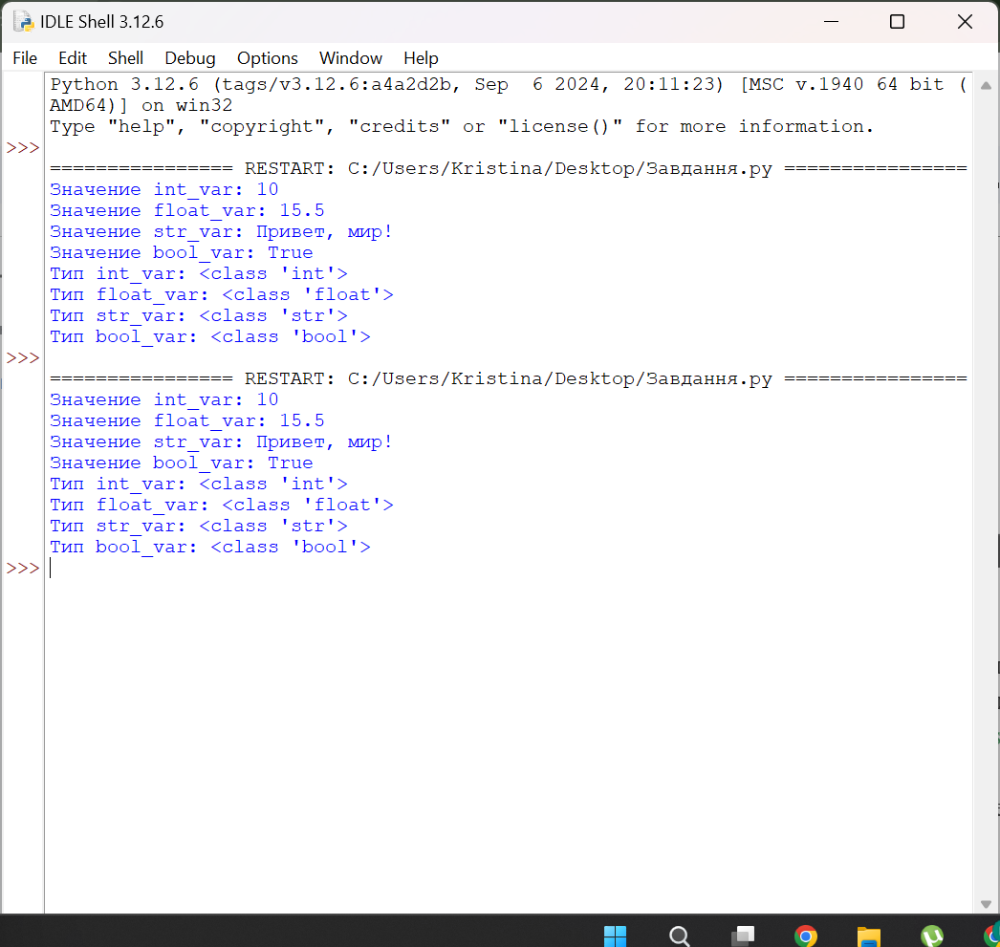 IDLE Shell 3.12.6
File Edit Shell Debug Options Window Help
Python 3.12.6 (tags/v3.12.6:a4a2d2b, Sep  6 2024, 20:11:23) [MSC v.1940 64 bit (
AMD64)] on win32
Type "help", "copyright", "credits" or "license()" for more information.
>>>
================ RESTART: C:/Users/Kristina/Desktop/Завдання.py ================
Значение int_var: 10
Значение float_var: 15.5
Значение str_var: Привет, мир!
Значение bool_var: True
Тип int_var: <class 'int'>
Тип float_var: <class 'float'>
Тип str_var: <class 'str'>
Тип bool_var: <class 'bool'>
>>>
================ RESTART: C:/Users/Kristina/Desktop/Завдання.py ================
Значение int_var: 10
Значение float_var: 15.5
Значение str_var: Привет, мир!
Значение bool_var: True
Тип int_var: <class 'int'>
Тип float_var: <class 'float'>
Тип str_var: <class 'str'>
Тип bool_var: <class 'bool'>
>>>